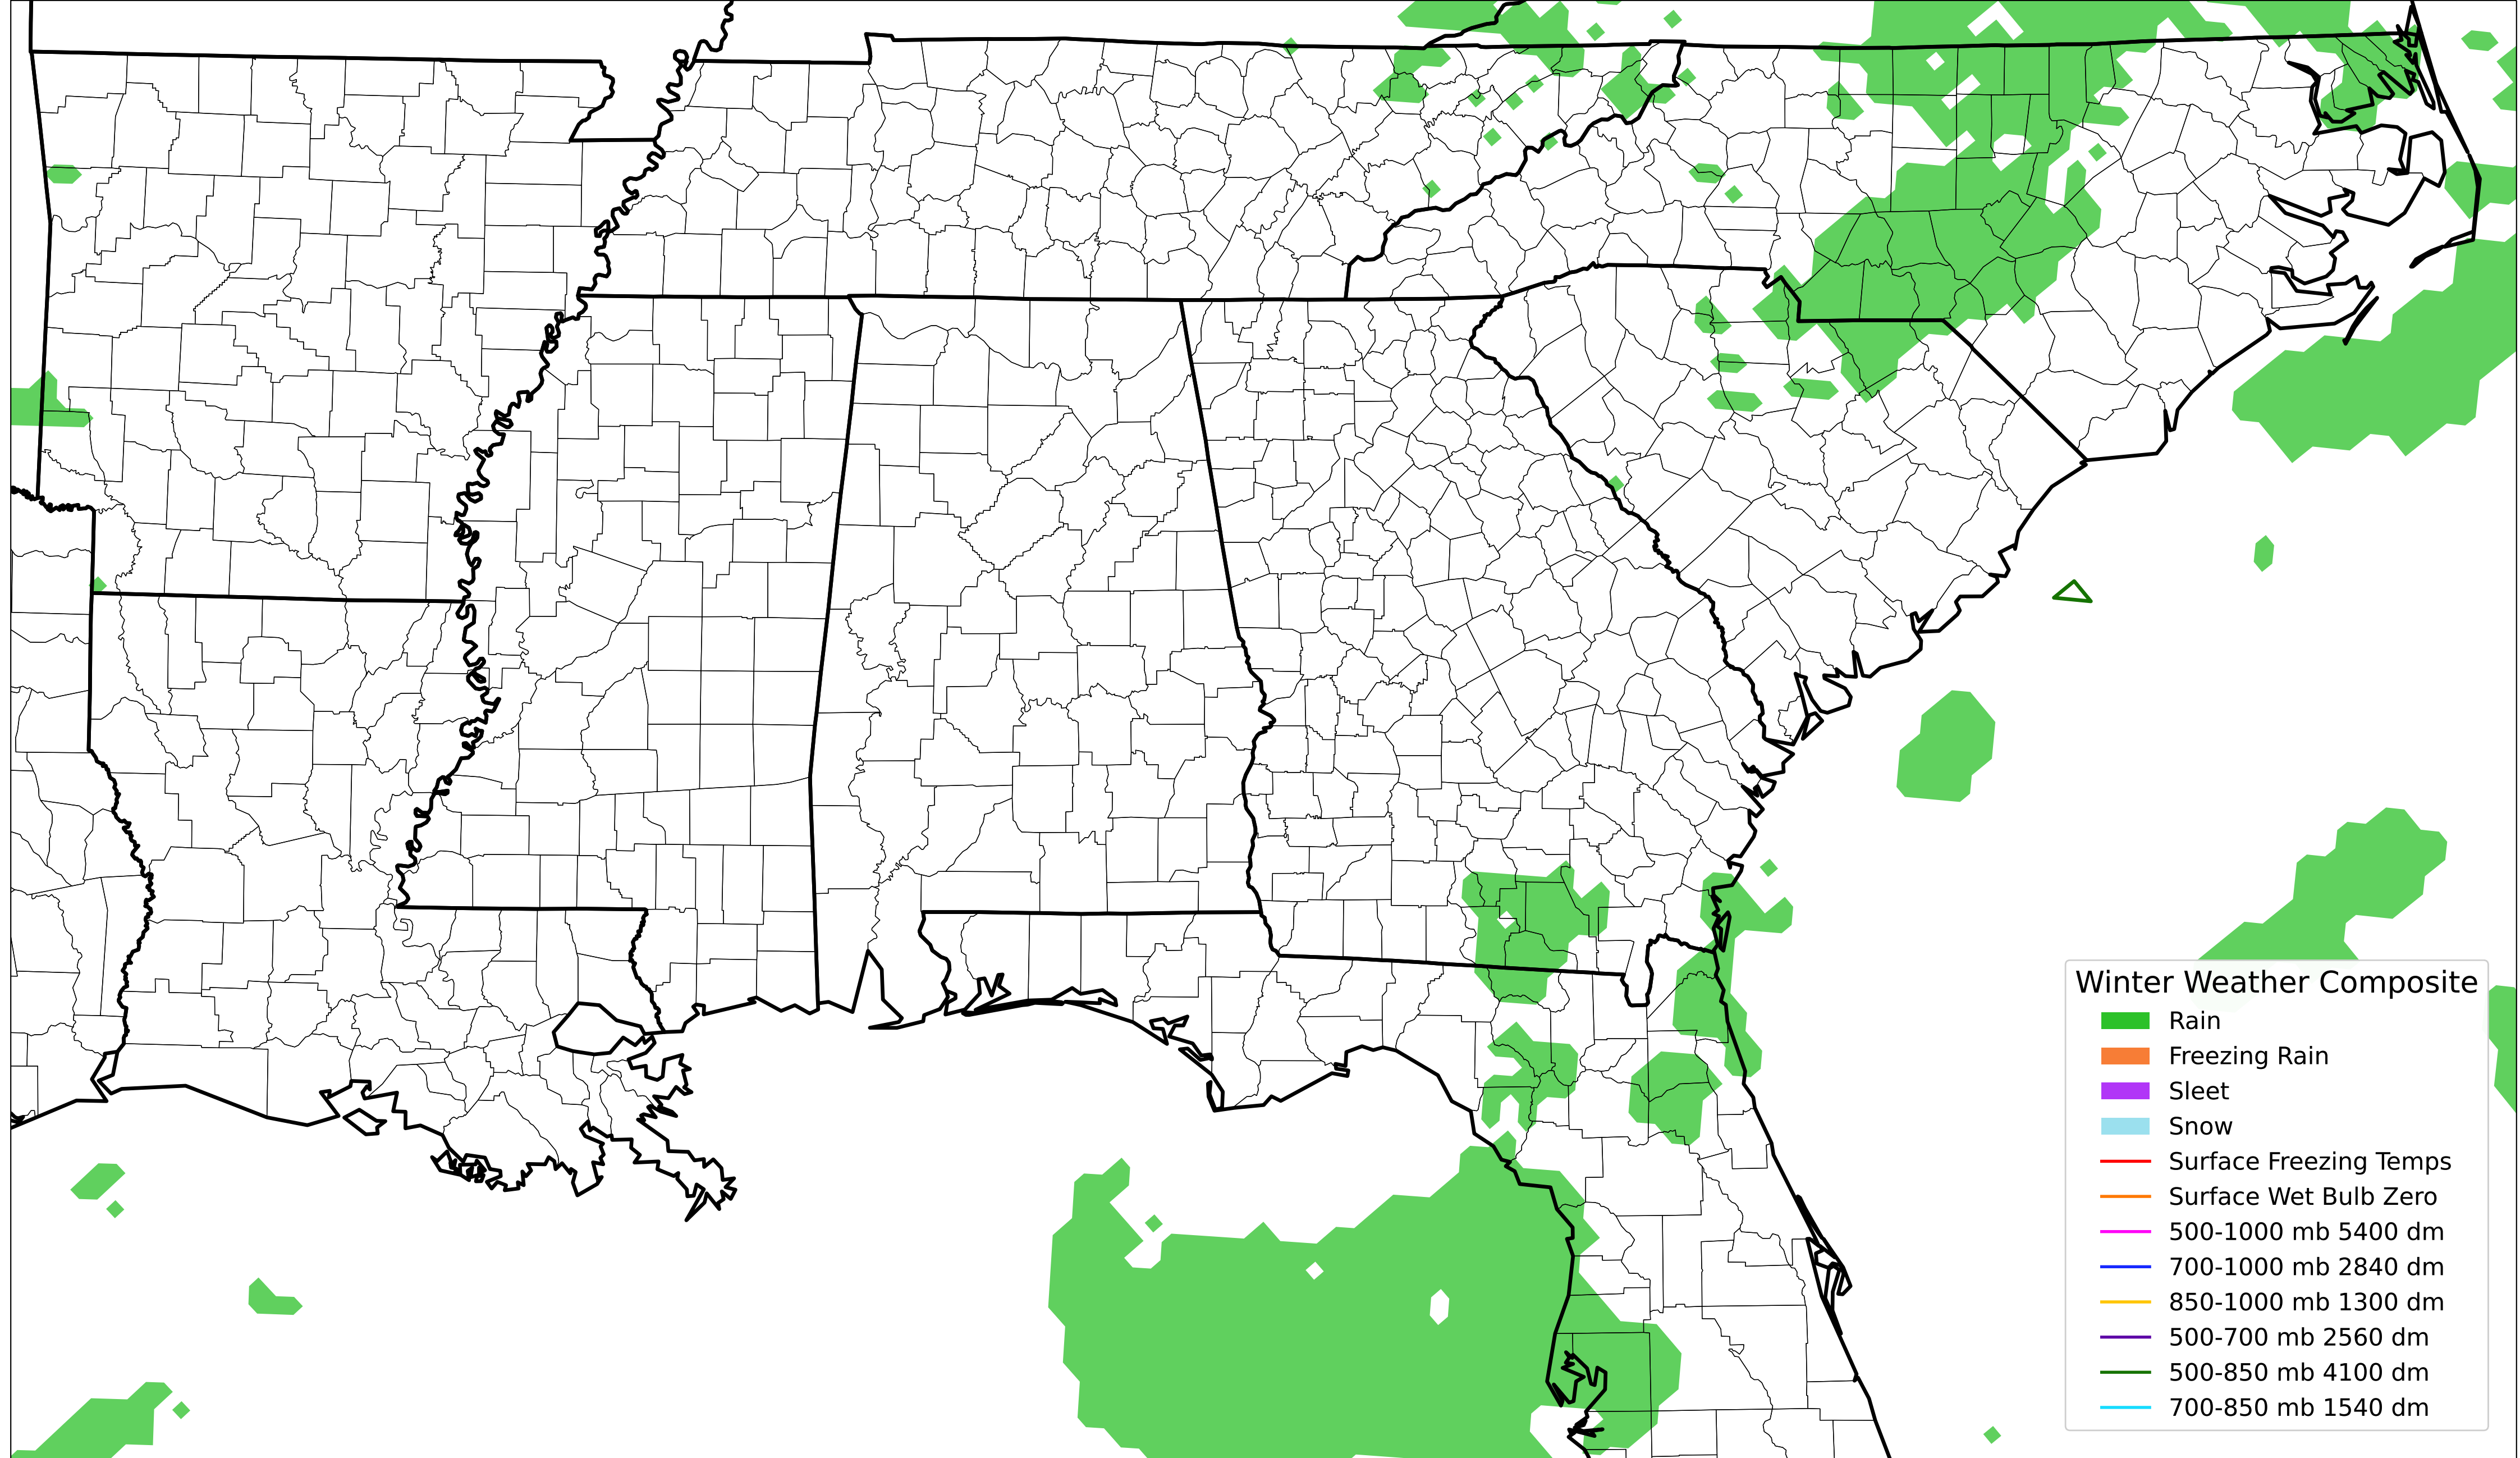 Winter Weather Composite
Rain
Freezing Rain
Sleet
Snow
Surface Freezing Temps
Surface Wet Bulb Zero
500-1000 mb 5400 dm
700-1000 mb 2840 dm
850-1000 mb 1300 dm
500-700 mb 2560 dm
500-850 mb 4100 dm
700-850 mb 1540 dm